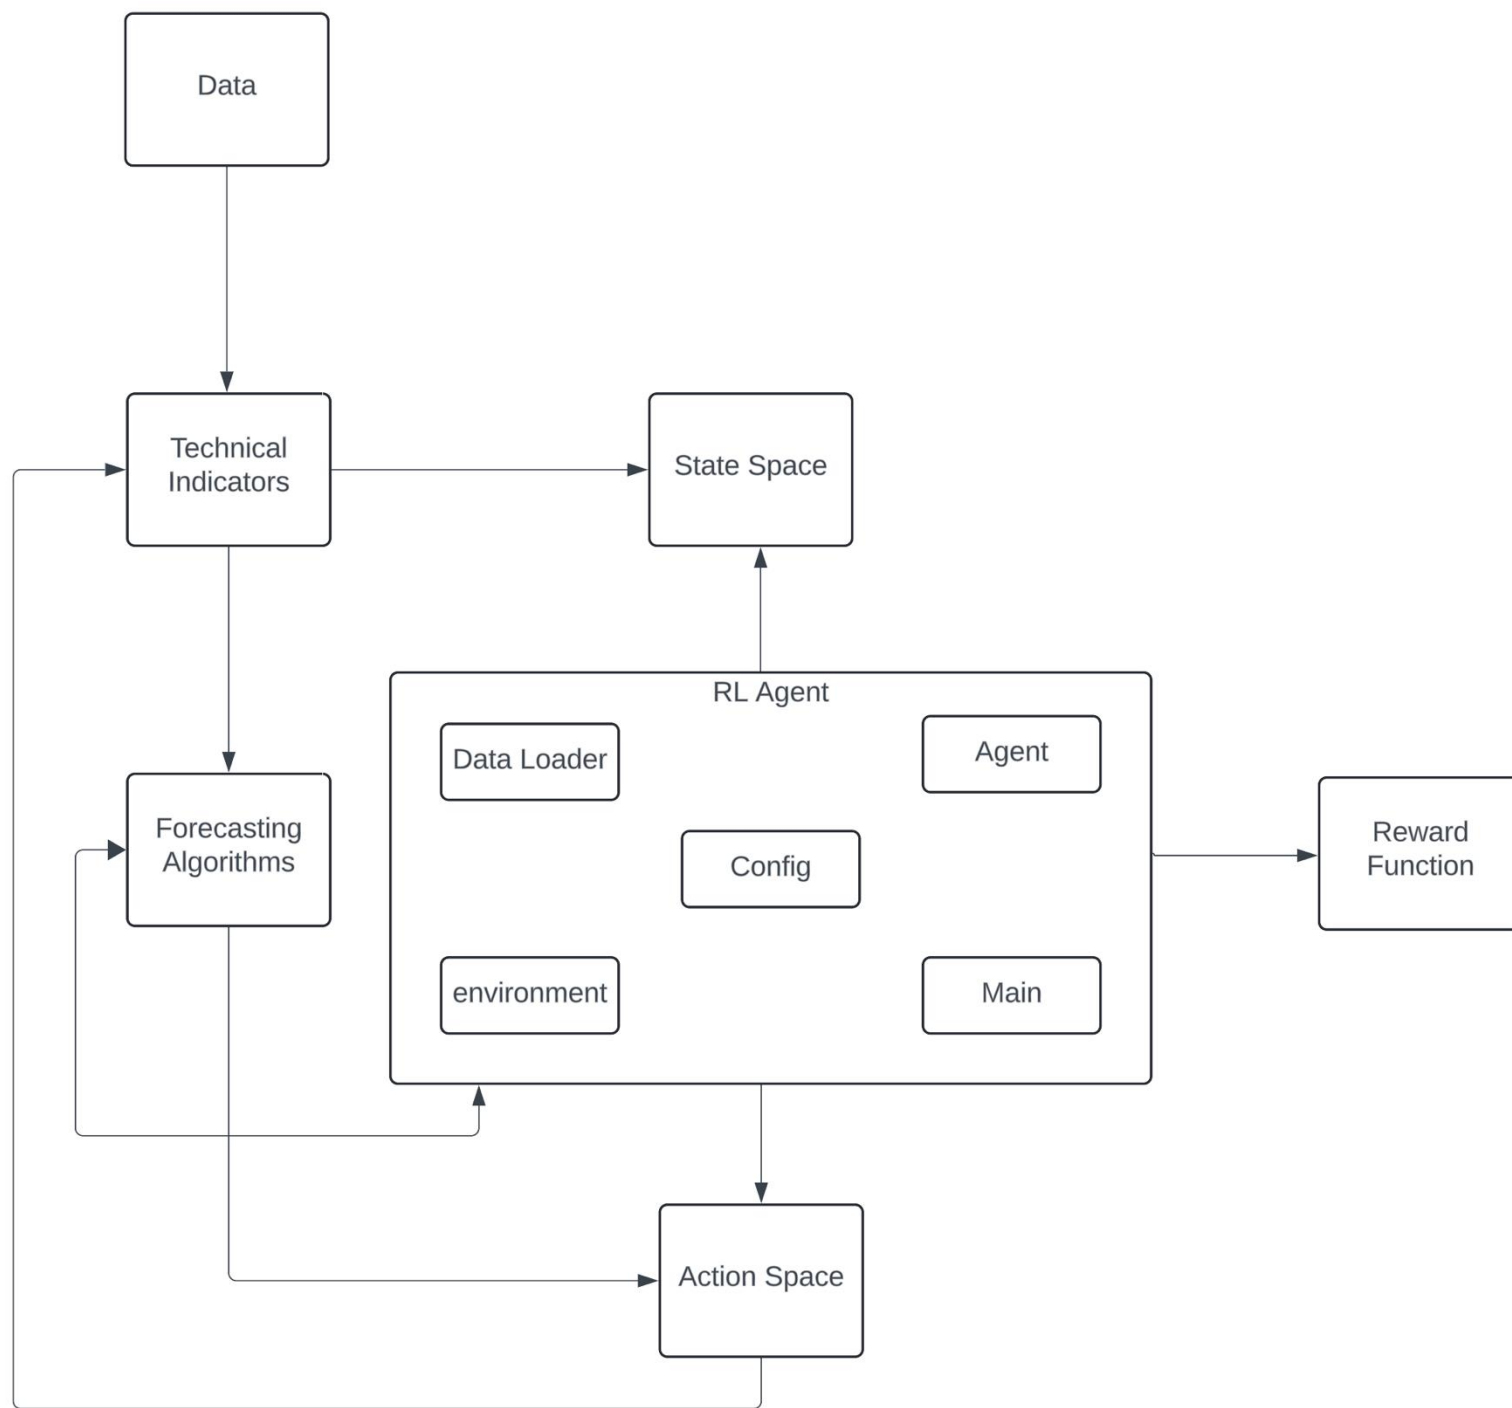 Data
Technical
Indicators
State Space
RL Agent
Data Loader
Agent
Forecasting
Algorithms
Config
Reward
Function
environment
Main
Action Space